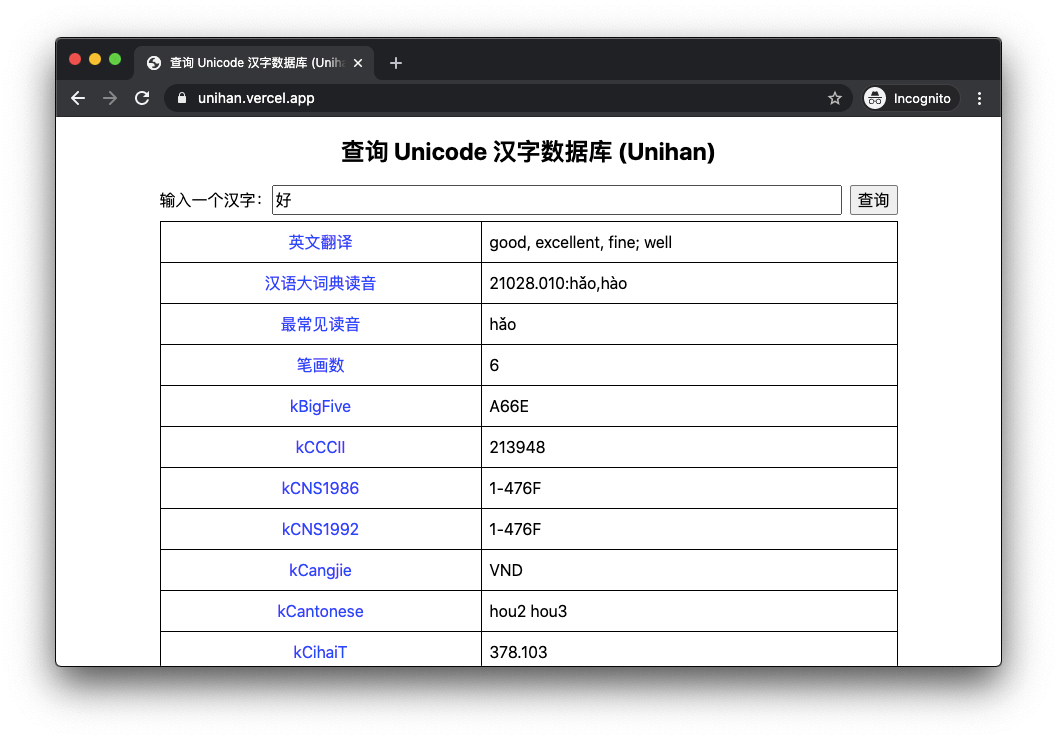 查询 Unicode 汉字数据库 (Unih
unihan.vercel.app
Incognito
查询 Unicode 汉字数据库 (Unihan)
输入一个汉字： 好 查询
英文翻译 good, excellent, fine; well
汉语大词典读音 21028.010:hǎo,hào
最常见读音 hǎo
笔画数 6
kBigFive A66E
kCCCII 213948
kCNS1986 1-476F
kCNS1992 1-476F
kCangjie VND
kCantonese hou2 hou3
kCihaiT 378.103